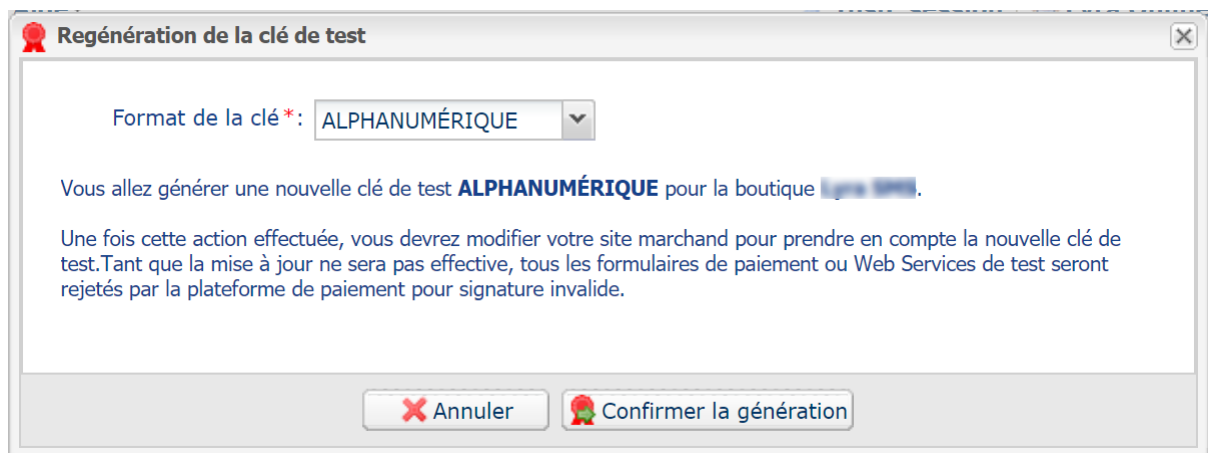 Regénération de la clé de test
Format de la clé*: ALPHANUMÉRIQUE
Vous allez générer une nouvelle clé de test ALPHANUMÉRIQUE pour la boutique .
Une fois cette action effectuée, vous devrez modifier votre site marchand pour prendre en compte la nouvelle clé de
test.Tant que la mise à jour ne sera pas effective, tous les formulaires de paiement ou Web Services de test seront
rejetés par la plateforme de paiement pour signature invalide.
Annuler Confirmer la génération